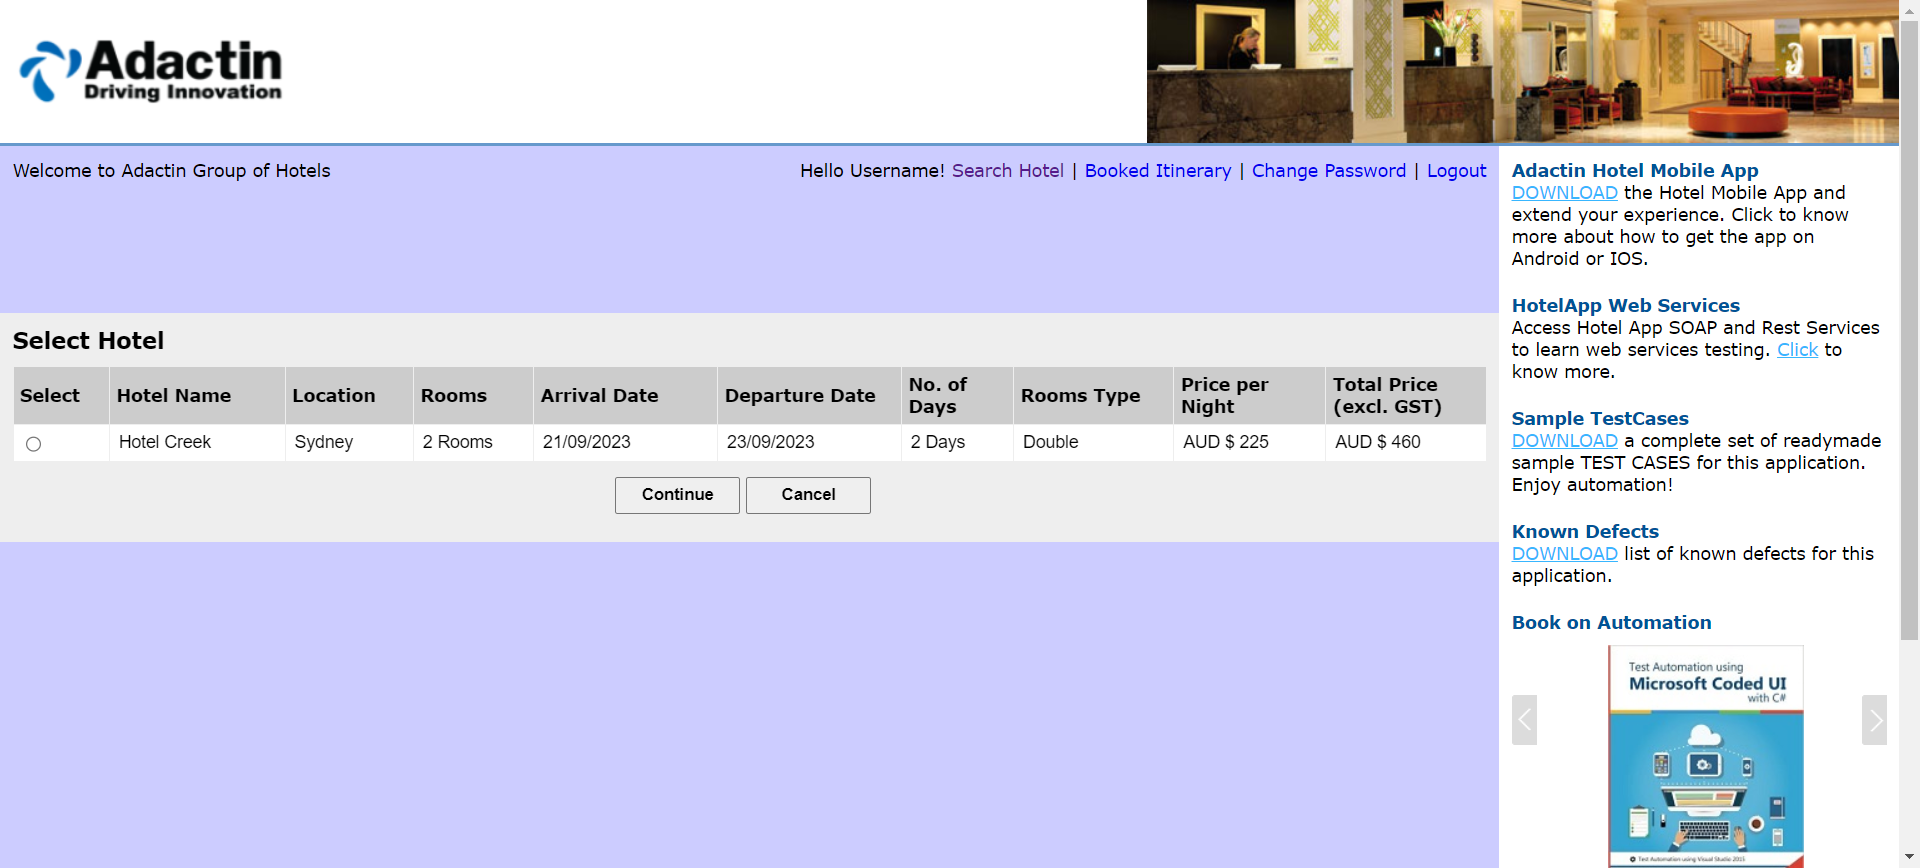 Adactin
Driving Innovation
Welcome to Adactin Group of Hotels
Hello Username! Search Hotel | Booked Itinerary | Change Password | Logout
Select Hotel
Select Hotel Name Location Rooms Arrival Date Departure Date No. of Days Rooms Type Price per Night Total Price (excl. GST)
Hotel Creek Sydney 2 Rooms 21/09/2023 23/09/2023 2 Days Double AUD $ 225 AUD $ 460
Continue Cancel
Adactin Hotel Mobile App
DOWNLOAD the Hotel Mobile App and
extend your experience. Click to know
more about how to get the app on
Android or IOS.
HotelApp Web Services
Access Hotel App SOAP and Rest Services
to learn web services testing. Click to
know more.
Sample TestCases
DOWNLOAD a complete set of readymade
sample TEST CASES for this application.
Enjoy automation!
Known Defects
DOWNLOAD list of known defects for this
application.
Book on Automation
Test Automation using
Microsoft Coded UI
with C#
Test Automation using Visual Studio 2015